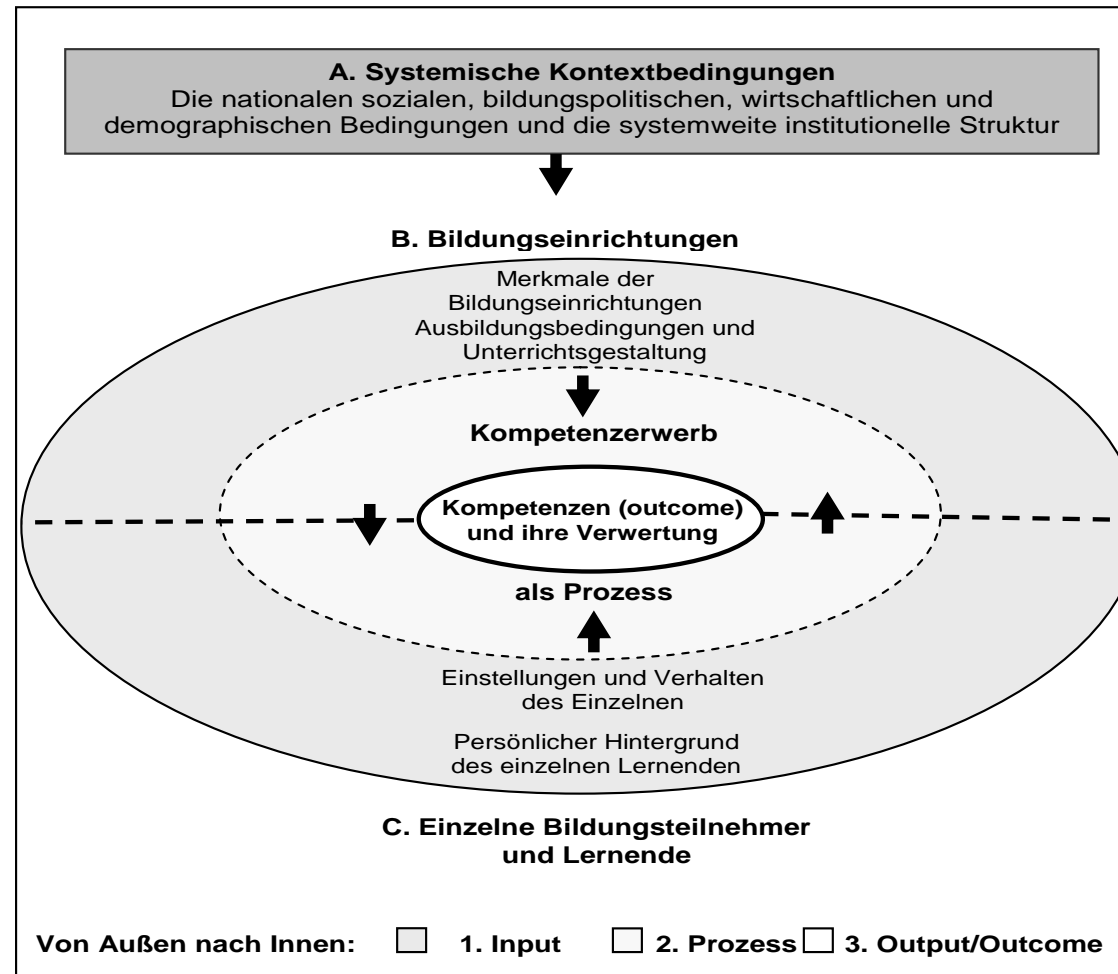 A. Systemische Kontextbedingungen
Die nationalen sozialen, bildungspolitischen, wirtschaftlichen und
demographischen Bedingungen und die systemweite institutionelle Struktur
B. Bildungseinrichtungen
Merkmale der
Bildungseinrichtungen
Ausbildungsbedingungen und
Unterrichtsgestaltung
Kompetenzerwerb
Kompetenzen (outcome)
und ihre Verwertung
als Prozess
Einstellungen und Verhalten
des Einzelnen
Persönlicher Hintergrund
des einzelnen Lernenden
C. Einzelne Bildungsteilnehmer
und Lernende
Von Außen nach Innen: 1. Input 2. Prozess 3. Output/Outcome